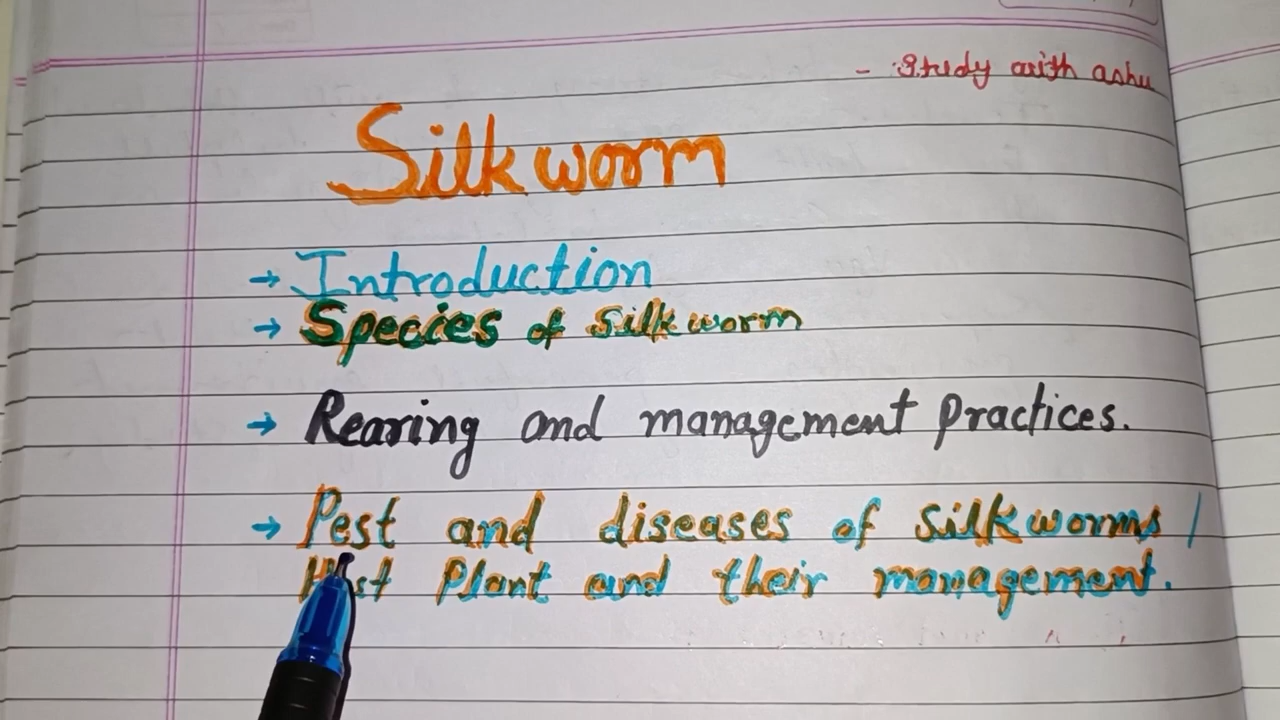 - Study with ashu
Silkworm
→ Introduction
→ Species of Silkworm
→ Rearing and management practices.
→ Pest and diseases of silkworms /
Host Plant and their management.